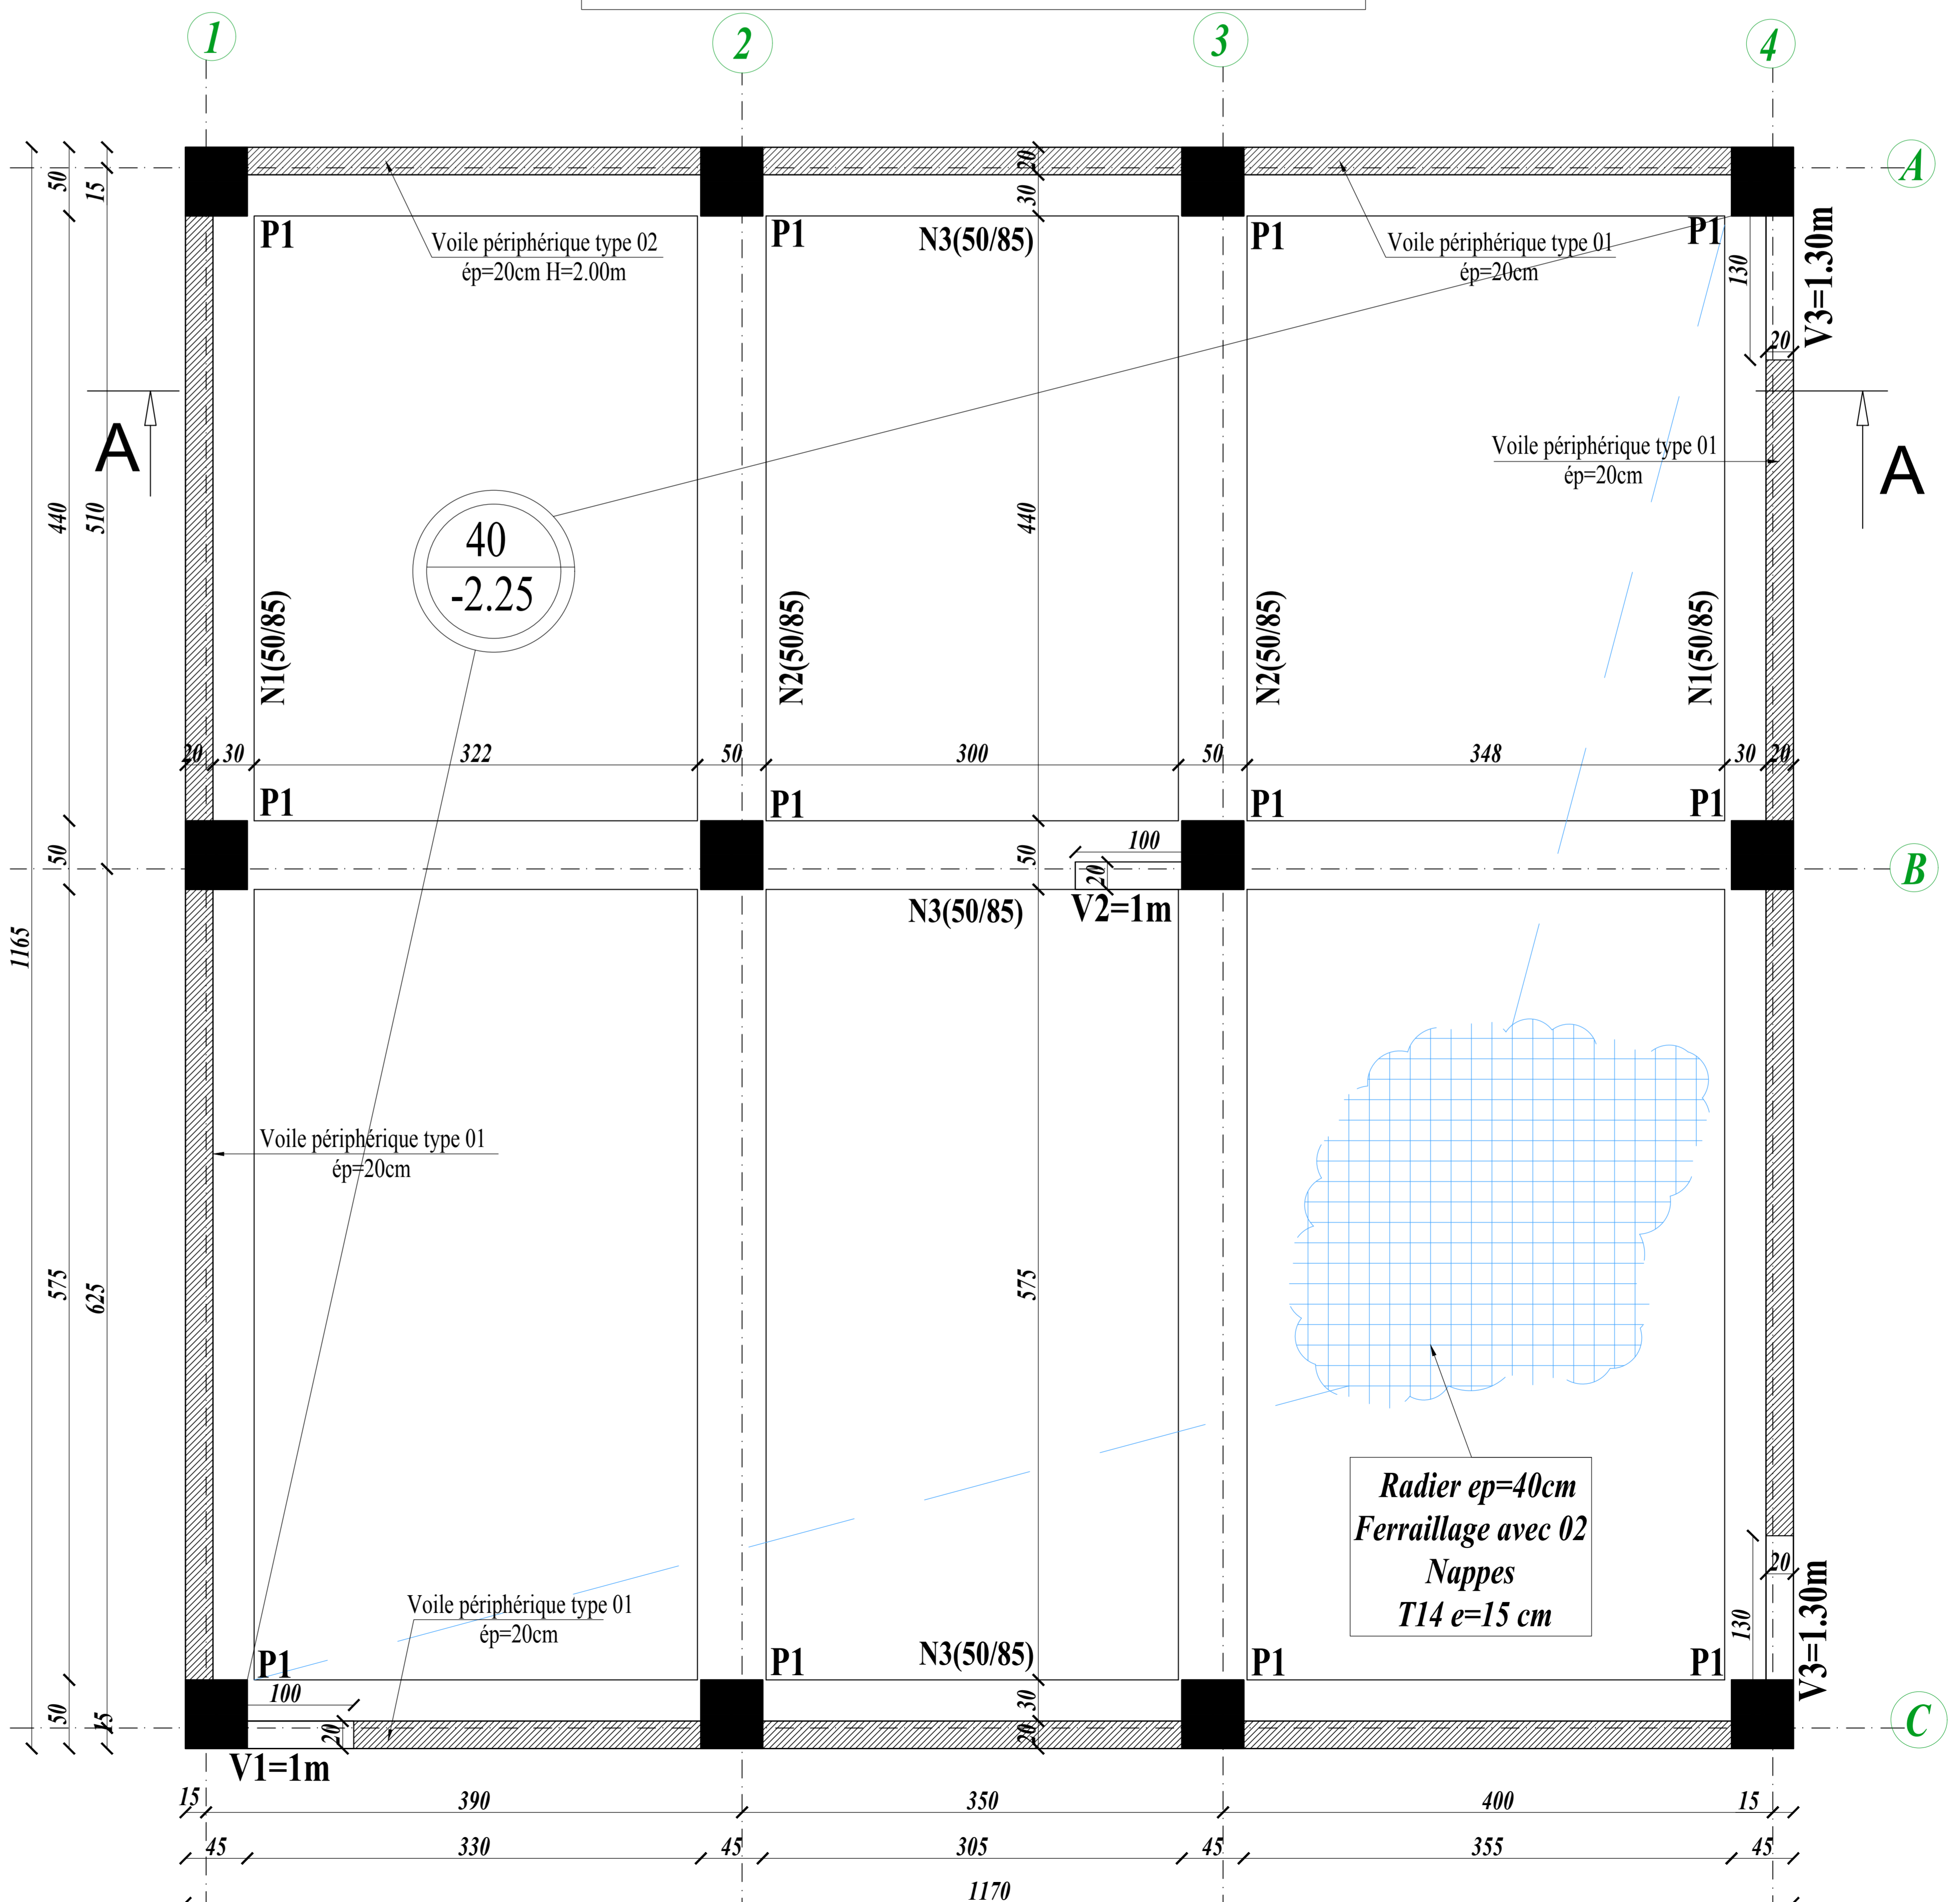 1
2
3
4
A
20
50
15
30
P1
Voile périphérique type 02
ép=20cm H=2.00m
P1
N3(50/85)
P1
Voile périphérique type 01
ép=20cm
P1
130
V3=1.30m
20
A
A
Voile périphérique type 01
ép=20cm
440
510
440
40
-2.25
N1(50/85)
N2(50/85)
N2(50/85)
N1(50/85)
20
30
322
50
300
50
348
30
20
P1
P1
P1
P1
50
50
100
20
B
V2=1m
N3(50/85)
1165
Voile périphérique type 01
ép=20cm
575
625
575
Radier ep=40cm
Ferraillage avec 02
Nappes
T14 e=15 cm
20
130
V3=1.30m
Voile périphérique type 01
ép=20cm
P1
P1
N3(50/85)
P1
P1
100
50
15
20
30
20
C
V1=1m
15
390
350
400
15
45
330
45
305
45
355
45
1170